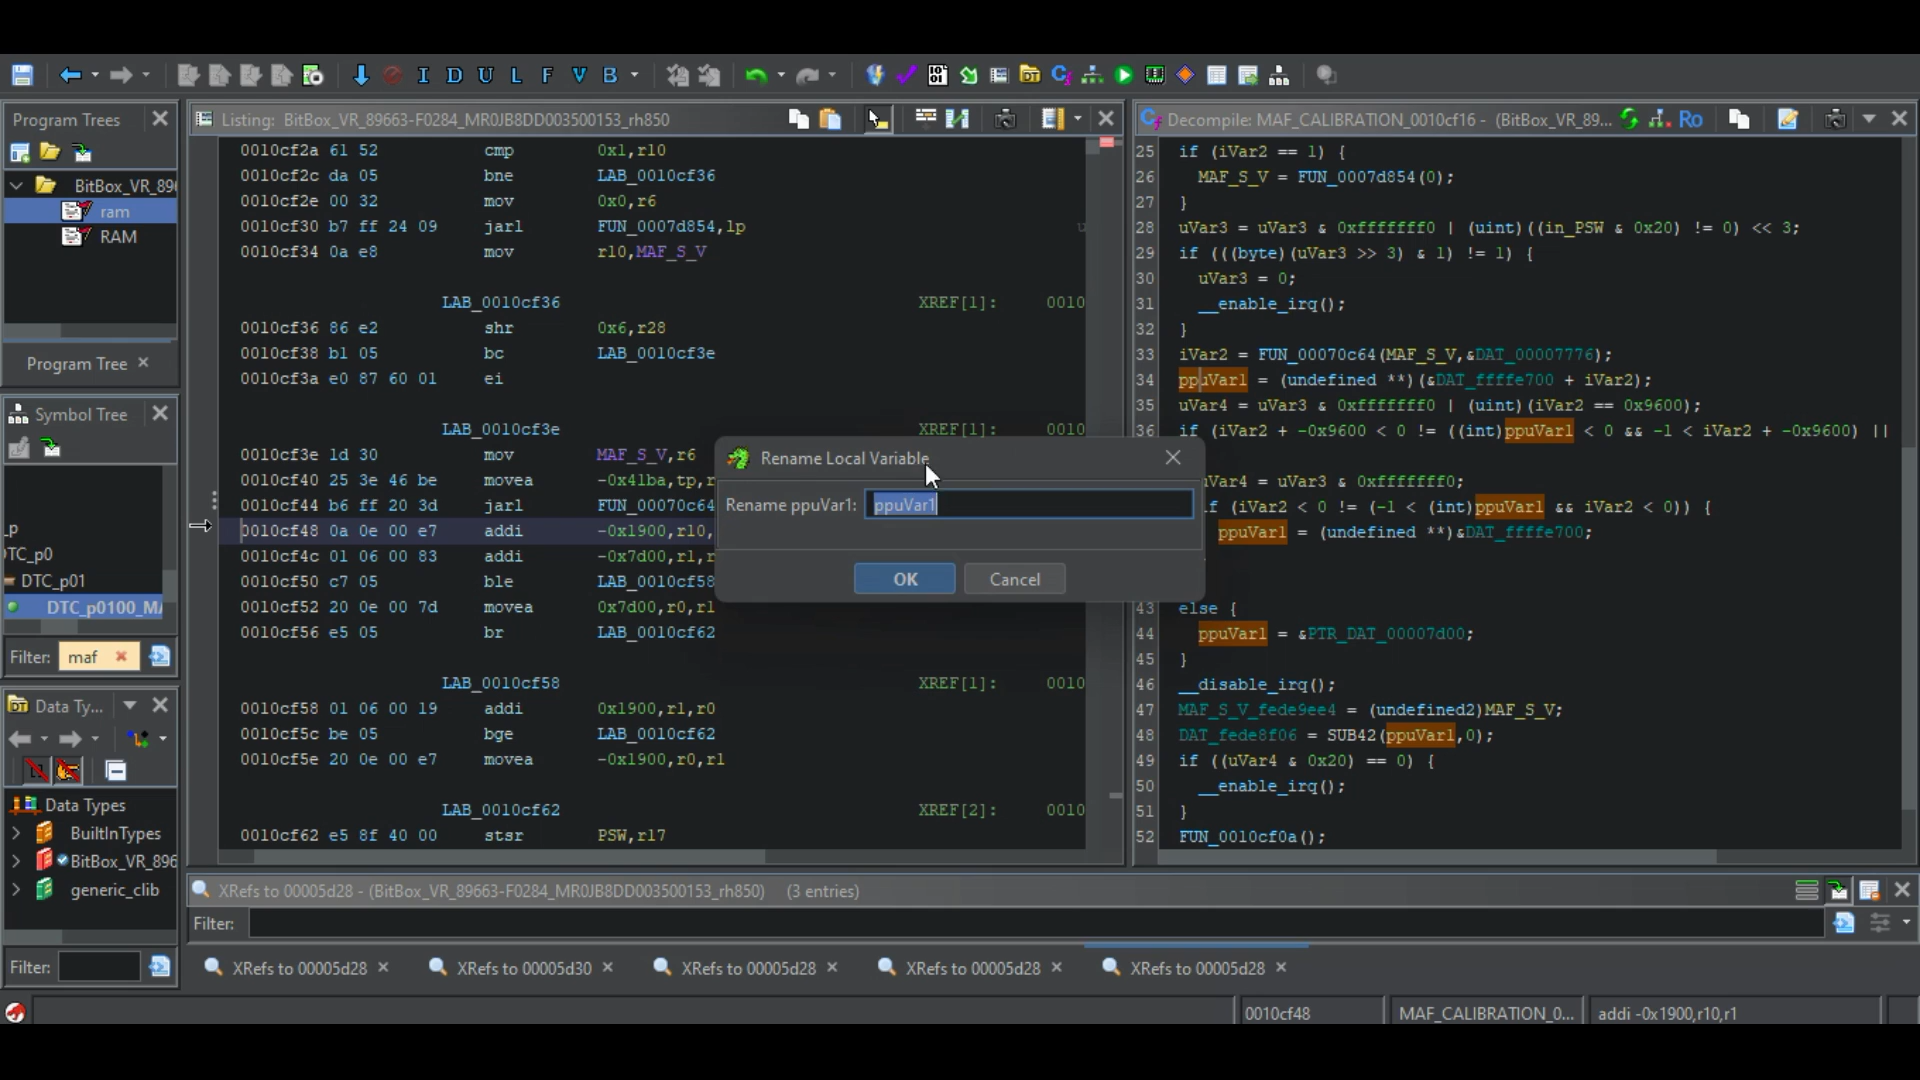 I D U L F V B
Program Trees
BitBox_VR_896
ram
RAM
Program Tree
Symbol Tree
_p
TC_p0
DTC_p01
DTC_p0100_MA
Filter: maf
Data Ty...
Data Types
BuiltInTypes
BitBox_VR_896
generic_clib
Filter:
Listing: BitBox_VR_89663-F0284_MR0JB8DD003500153_rh850
0010cf2a 61 52 cmp 0x1,r10
0010cf2c da 05 bne LAB_0010cf36
0010cf2e 00 32 mov 0x0,r6
0010cf30 b7 ff 24 09 jarl FUN_0007d854,lp u
0010cf34 0a e8 mov r10,MAF_S_V
LAB_0010cf36 XREF[1]: 0010
0010cf36 86 e2 shr 0x6,r28
0010cf38 b1 05 bc LAB_0010cf3e
0010cf3a e0 87 60 01 ei
LAB_0010cf3e XREF[1]: 0010
0010cf3e 1d 30 mov MAF_S_V,r6
0010cf40 25 3e 46 be movea -0x41ba,tp,r
0010cf44 b6 ff 20 3d jarl FUN_00070c64
0010cf48 0a 0e 00 e7 addi -0x1900,r10,
0010cf4c 01 06 00 83 addi -0x7d00,r1,r
0010cf50 c7 05 ble LAB_0010cf58
0010cf52 20 0e 00 7d movea 0x7d00,r0,r1
0010cf56 e5 05 br LAB_0010cf62
LAB_0010cf58 XREF[1]: 0010
0010cf58 01 06 00 19 addi 0x1900,r1,r0
0010cf5c be 05 bge LAB_0010cf62
0010cf5e 20 0e 00 e7 movea -0x1900,r0,r1
LAB_0010cf62 XREF[2]: 0010
0010cf62 e5 8f 40 00 stsr PSW,r17
Rename Local Variable
Rename ppuVar1: ppuVar1
OK Cancel
Decompile: MAF_CALIBRATION_0010cf16 - (BitBox_VR_89... Ro
25 if (iVar2 == 1) {
26 MAF_S_V = FUN_0007d854(0);
27 }
28 uVar3 = uVar3 & 0xfffffff0 | (uint)((in_PSW & 0x20) != 0) << 3;
29 if (((byte)(uVar3 >> 3) & 1) != 1) {
30 uVar3 = 0;
31 __enable_irq();
32 }
33 iVar2 = FUN_00070c64(MAF_S_V,&DAT_00007776);
34 ppuVar1 = (undefined **)(&DAT_ffffe700 + iVar2);
35 uVar4 = uVar3 & 0xfffffff0 | (uint)(iVar2 == 0x9600);
36 if (iVar2 + -0x9600 < 0 != ((int)ppuVar1 < 0 && -1 < iVar2 + -0x9600) ||
Var4 = uVar3 & 0xfffffff0;
f (iVar2 < 0 != (-1 < (int)ppuVar1 && iVar2 < 0)) {
ppuVar1 = (undefined **)&DAT_ffffe700;
43 else {
44 ppuVar1 = &PTR_DAT_00007d00;
45 }
46 __disable_irq();
47 MAF_S_V_fede9ee4 = (undefined2)MAF_S_V;
48 DAT_fede8f06 = SUB42(ppuVar1,0);
49 if ((uVar4 & 0x20) == 0) {
50 __enable_irq();
51 }
52 FUN_0010cf0a();
XRefs to 00005d28 - (BitBox_VR_89663-F0284_MR0JB8DD003500153_rh850) (3 entries)
Filter:
XRefs to 00005d28 XRefs to 00005d30 XRefs to 00005d28 XRefs to 00005d28 XRefs to 00005d28
0010cf48 MAF_CALIBRATION_0... addi -0x1900,r10,r1